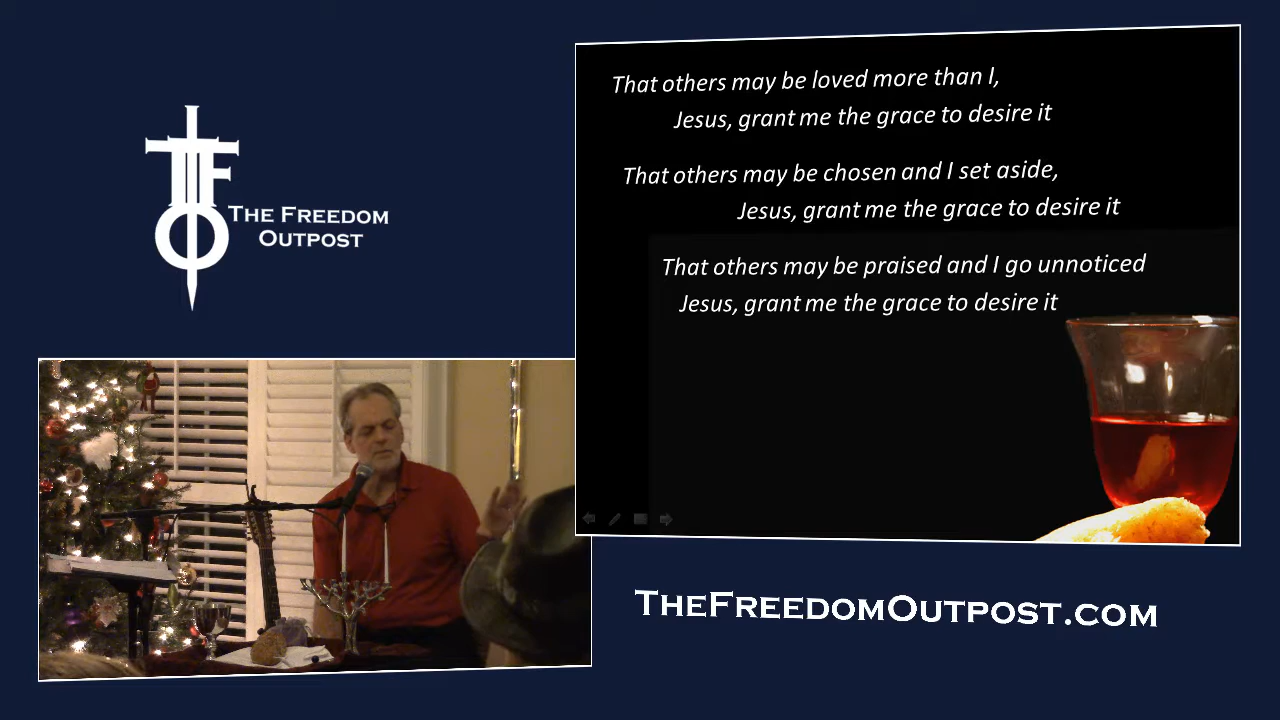 That others may be loved more than I,
Jesus, grant me the grace to desire it
That others may be chosen and I set aside,
Jesus, grant me the grace to desire it
That others may be praised and I go unnoticed
Jesus, grant me the grace to desire it
TFO
The Freedom
Outpost
TheFreedomOutpost.com